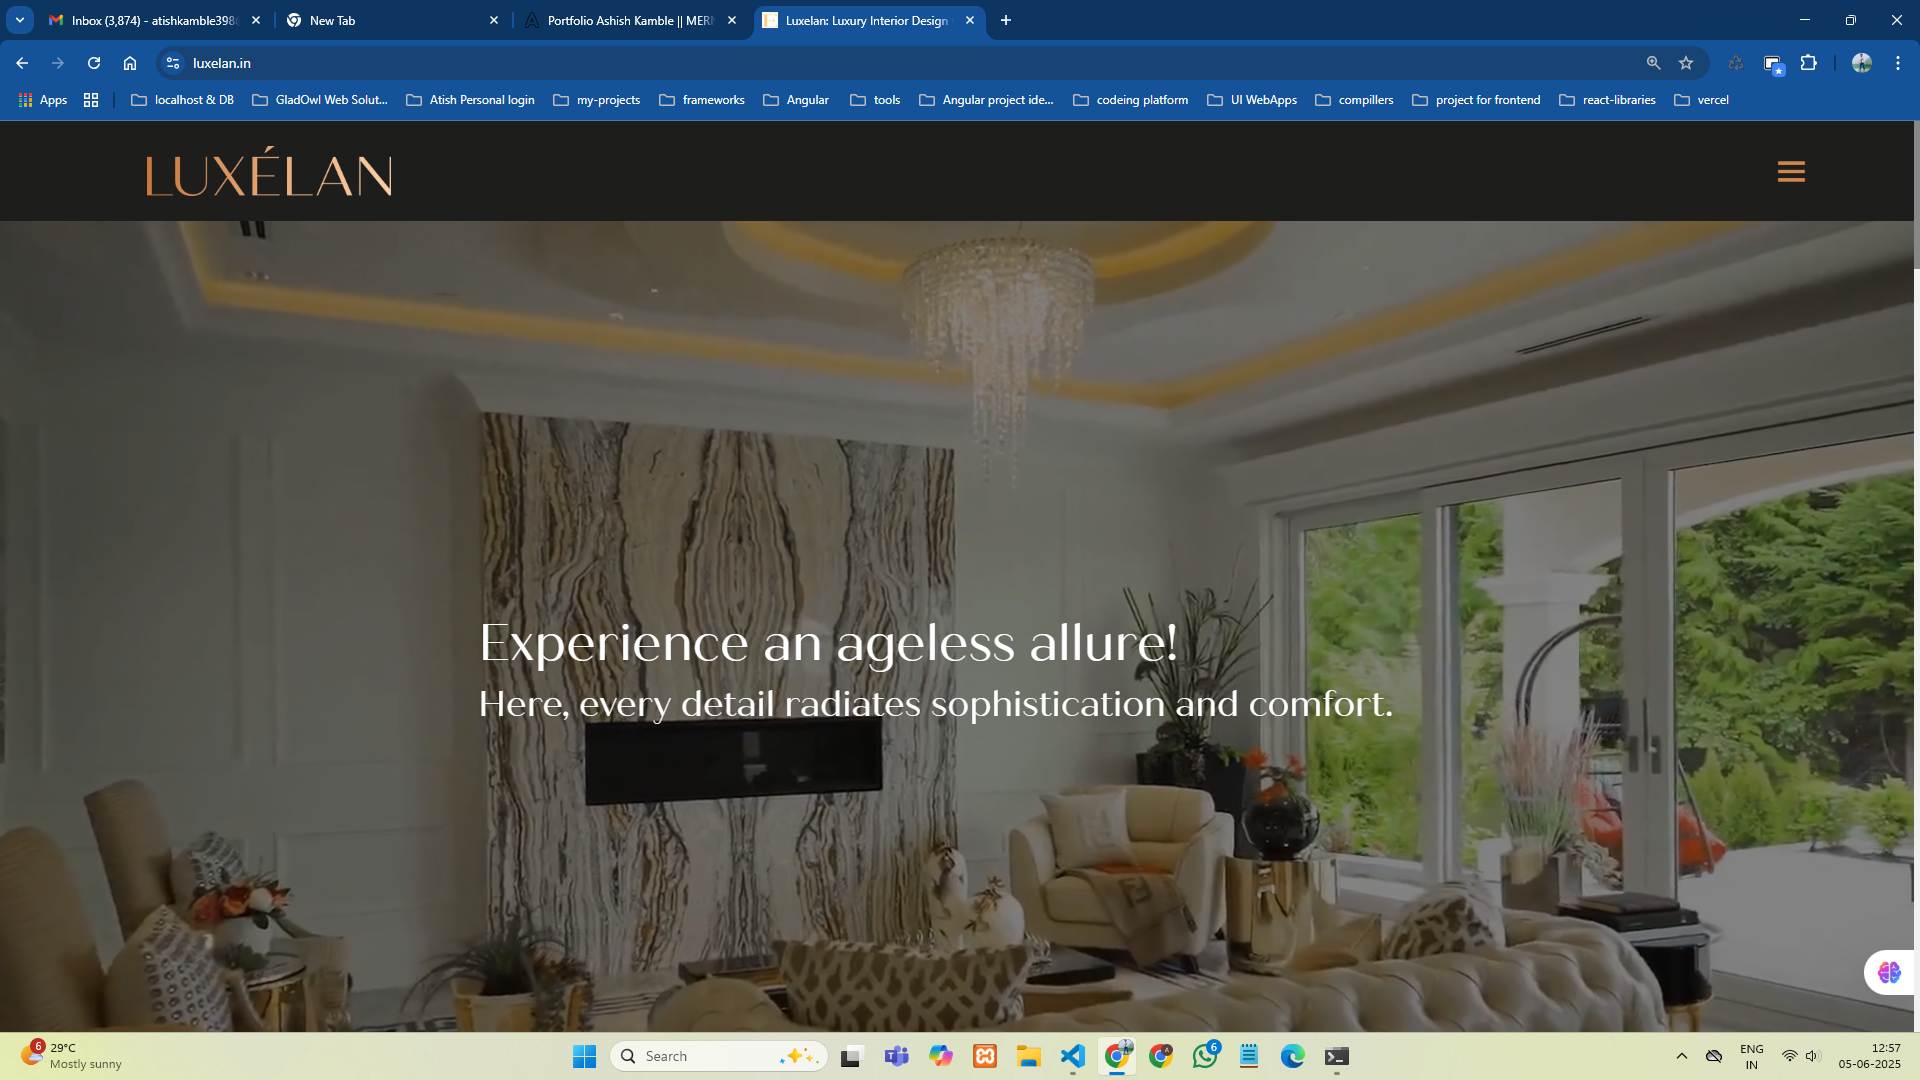 Inbox (3,874) - atishkamble398
New Tab
Portfolio Ashish Kamble || MER
Luxelan: Luxury Interior Design
luxelan.in
Apps
localhost & DB
GladOwl Web Solut...
Atish Personal login
my-projects
frameworks
Angular
tools
Angular project ide...
codeing platform
UI WebApps
compillers
project for frontend
react-libraries
vercel
LUXÉLAN
Experience an ageless allure!
Here, every detail radiates sophistication and comfort.
6
29°C
Mostly sunny
Search
6
ENG
IN
12:57
05-06-2025